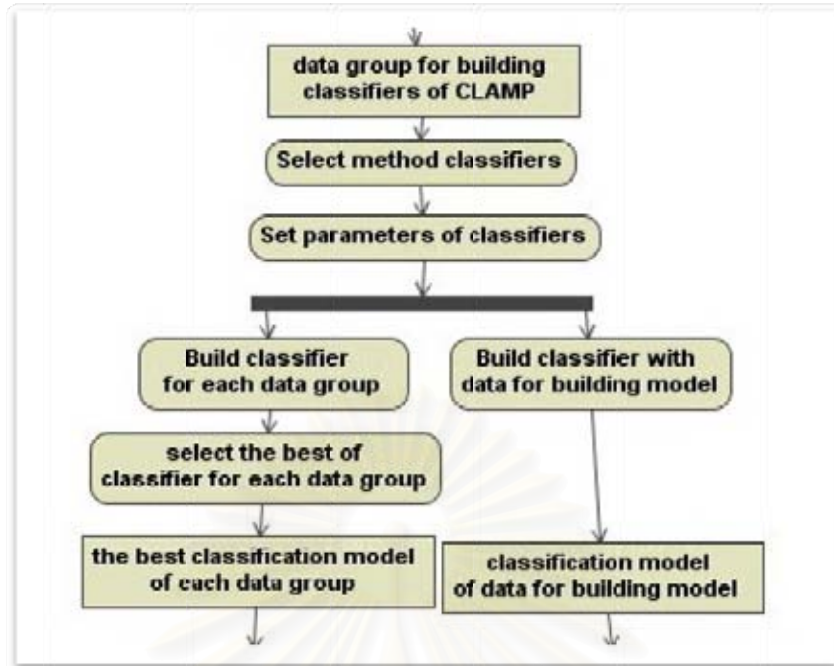 data group for building
classifiers of CLAMP
Select method classifiers
Set parameters of classifiers
Build classifier
for each data group
Build classifier with
data for building model
select the best of
classifier for each data group
the best classification model
of each data group
classification model
of data for building model